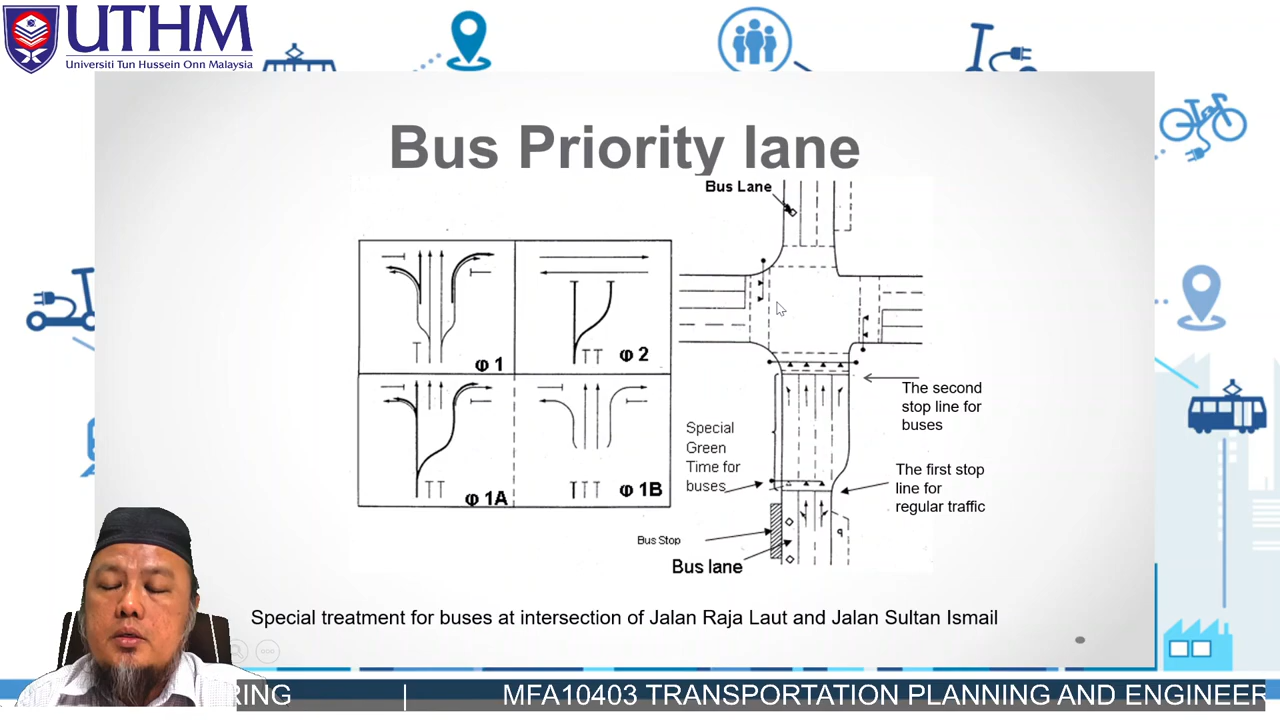 UTHM
Universiti Tun Hussein Onn Malaysia
Bus Priority lane
Bus Lane
φ 1
φ 2
φ 1A
φ 1B
The second
stop line for
buses
Special
Green
Time for
buses
The first stop
line for
regular traffic
Bus Stop
Bus lane
Special treatment for buses at intersection of Jalan Raja Laut and Jalan Sultan Ismail
RING | MFA10403 TRANSPORTATION PLANNING AND ENGINEER